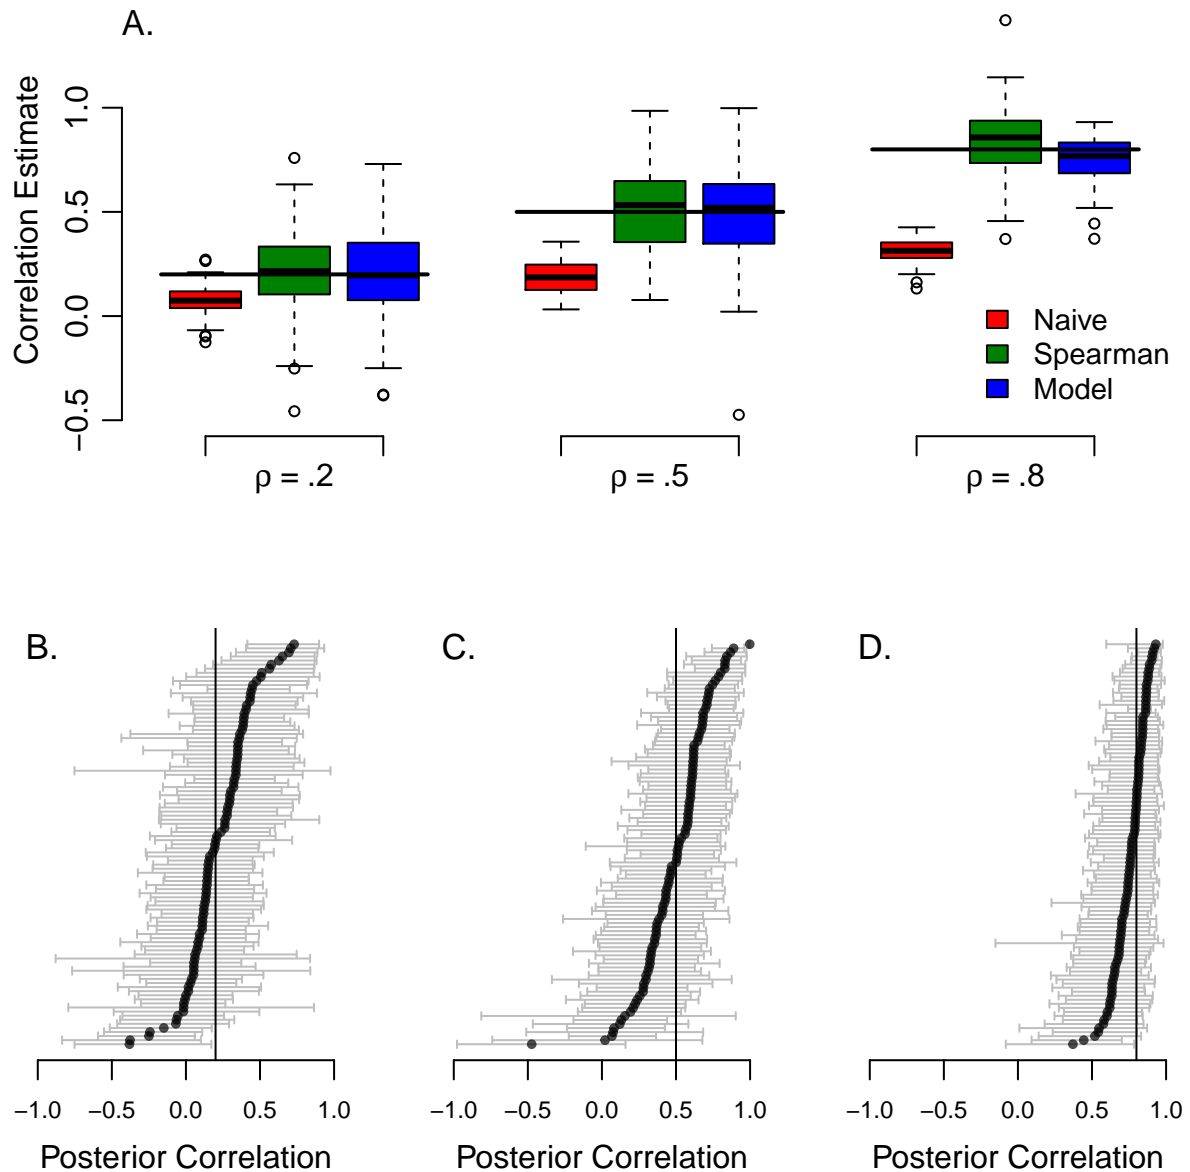 A.
Correlation Estimate
1.0
0.5
0.0
−0.5
Naive
Spearman
Model
ρ = .2
ρ = .5
ρ = .8
B.
C.
D.
−1.0 −0.5 0.0 0.5 1.0
−1.0 −0.5 0.0 0.5 1.0
−1.0 −0.5 0.0 0.5 1.0
Posterior Correlation
Posterior Correlation
Posterior Correlation